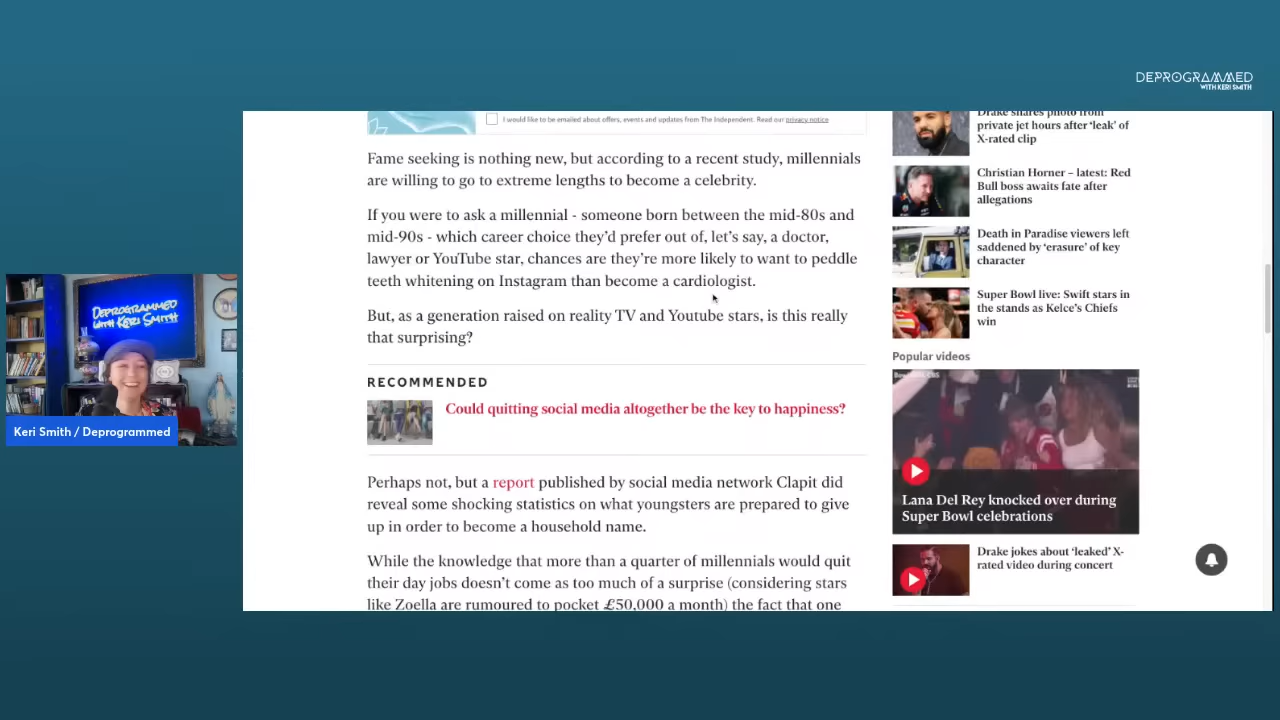 DEPROGRAMMED
WITH KERI SMITH
I would like to be emailed about offers, events and updates from The Independent. Read our privacy notice
Fame seeking is nothing new, but according to a recent study, millennials
are willing to go to extreme lengths to become a celebrity.
If you were to ask a millennial - someone born between the mid-80s and
mid-90s - which career choice they’d prefer out of, let’s say, a doctor,
lawyer or YouTube star, chances are they’re more likely to want to peddle
teeth whitening on Instagram than become a cardiologist.
But, as a generation raised on reality TV and Youtube stars, is this really
that surprising?
RECOMMENDED
Could quitting social media altogether be the key to happiness?
Perhaps not, but a report published by social media network Clapit did
reveal some shocking statistics on what youngsters are prepared to give
up in order to become a household name.
While the knowledge that more than a quarter of millennials would quit
their day jobs doesn’t come as too much of a surprise (considering stars
like Zoella are rumoured to pocket £50,000 a month) the fact that one
Drake shares photo from
private jet hours after ‘leak’ of
X-rated clip
Christian Horner – latest: Red
Bull boss awaits fate after
allegations
Death in Paradise viewers left
saddened by ‘erasure’ of key
character
Super Bowl live: Swift stars in
the stands as Kelce’s Chiefs
win
Popular videos
Lana Del Rey knocked over during
Super Bowl celebrations
Drake jokes about ‘leaked’ X-
rated video during concert
DEPROGRAMMED
WITH KERI SMITH
Keri Smith / Deprogrammed